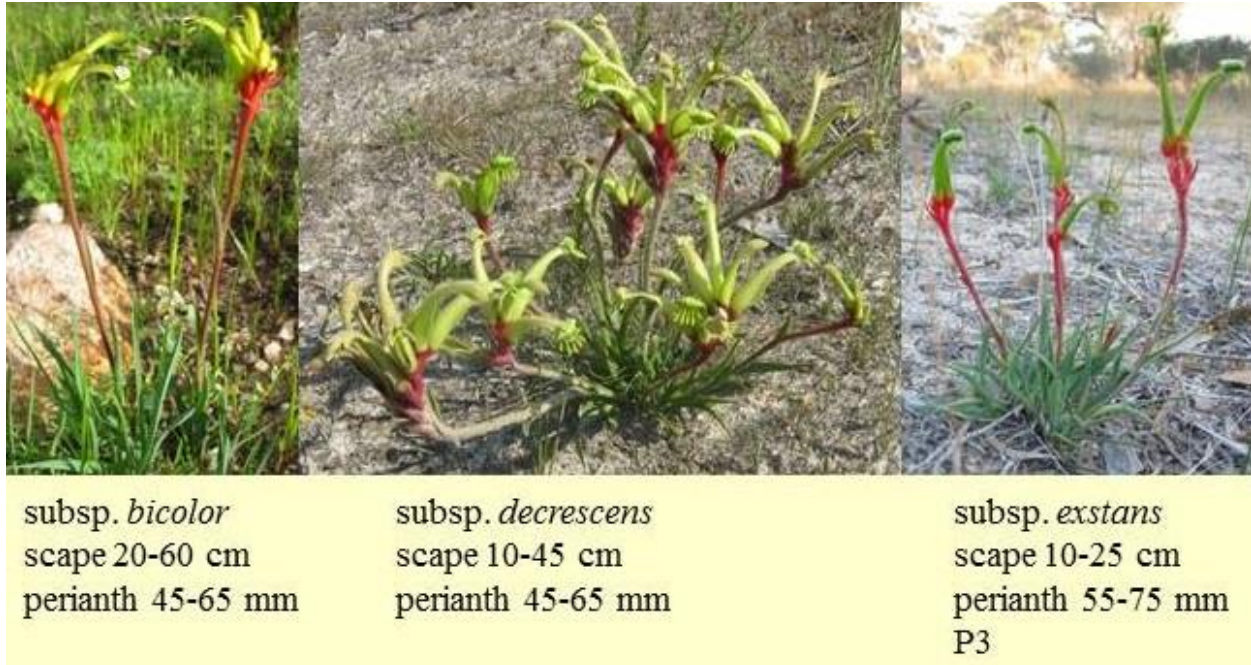 subsp. bicolor
scape 20-60 cm
perianth 45-65 mm
subsp. decrescens
scape 10-45 cm
perianth 45-65 mm
subsp. exstans
scape 10-25 cm
perianth 55-75 mm
P3